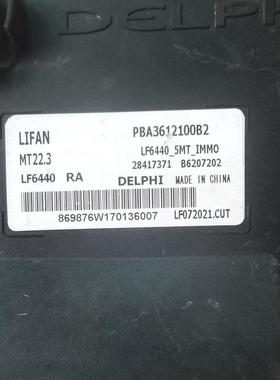 DELPHI
LIFAN PBA3612100B2
MT22.3 LF6440_5MT_IMMO
28417371 B6207202
LF6440 RA DELPHI MADE IN CHINA
869876W170136007 LF072021.CUT